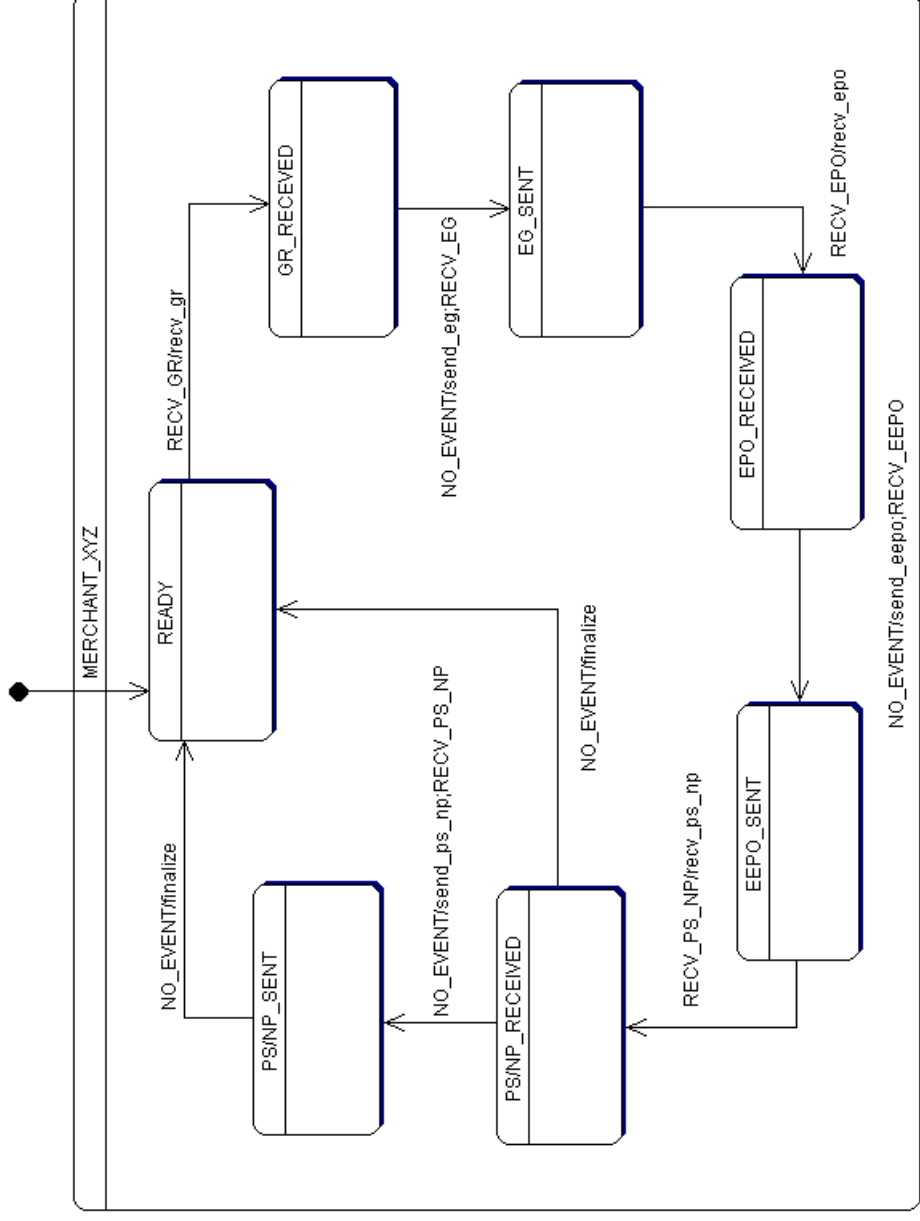 MERCHANT_XYZ
READY
RECV_GR/recv_gr
GR_RECEVED
NO_EVENT/send_eg;RECV_EG
EG_SENT
RECV_EPO/recv_epo
EPO_RECEIVED
NO_EVENT/send_eepo;RECV_EEPO
EEPO_SENT
RECV_PS_NP/recv_ps_np
PS/NP_RECEIVED
NO_EVENT/finalize
NO_EVENT/send_ps_np;RECV_PS_NP
PS/NP_SENT
NO_EVENT/finalize